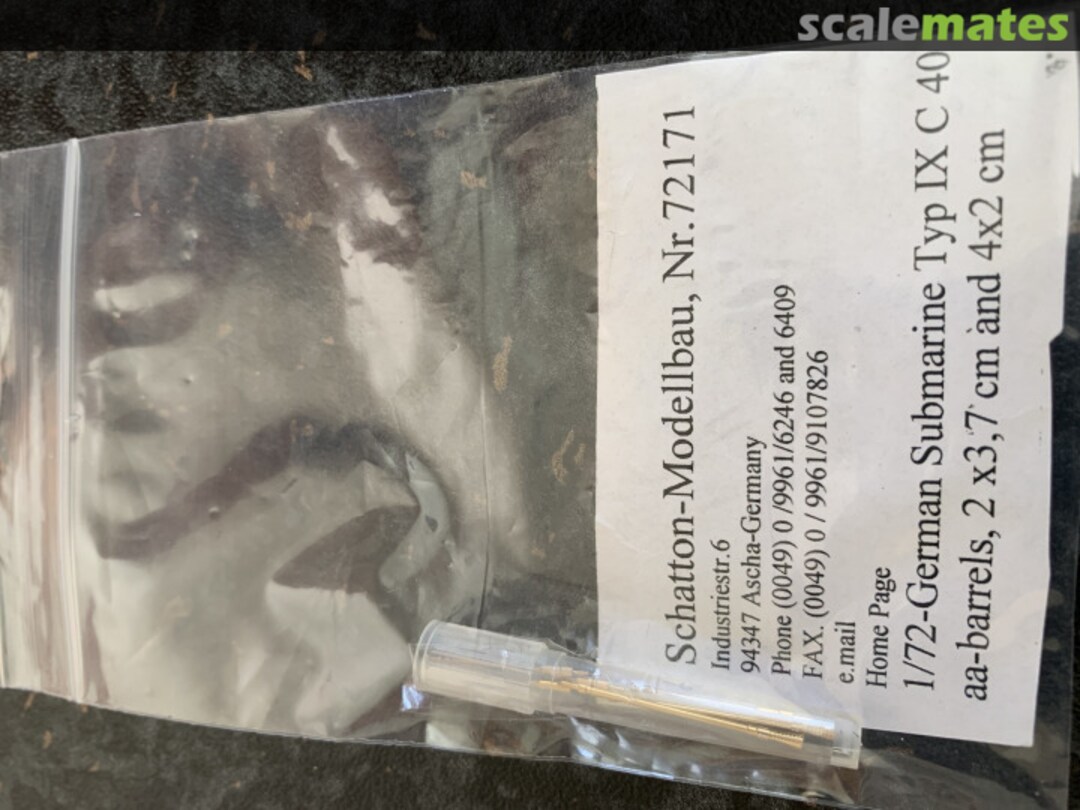 scalemates
Schatton-Modellbau, Nr.72171
Industriestr.6
94347 Ascha-Germany
Phone (0049) 0 /9961/6246 and 6409
FAX. (0049) 0 / 9961/9107826
e.mail
Home Page
1/72-German Submarine Typ IX C 40
aa-barrels, 2 x3,7 cm and 4x2 cm